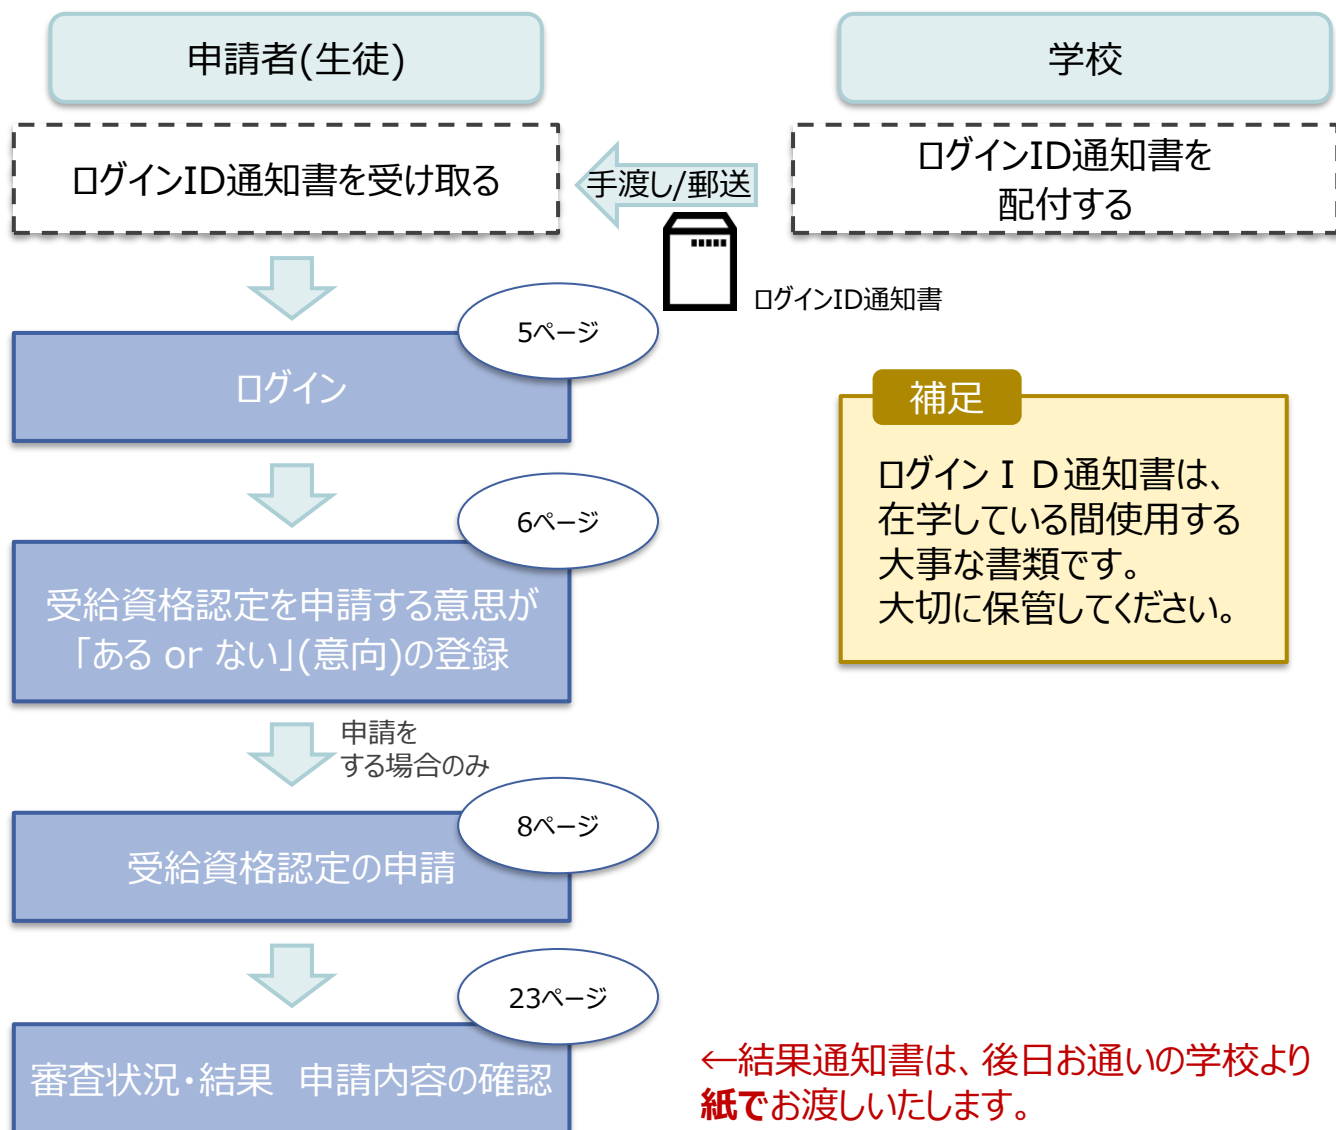 申請者(生徒)
学校
ログインID通知書を受け取る
手渡し/郵送
ログインID通知書を
配付する
ログインID通知書
5ページ
ログイン
補足
ログインＩＤ通知書は、
在学している間使用する
大事な書類です。
大切に保管してください。
6ページ
受給資格認定を申請する意思が
「ある or ない」(意向)の登録
申請を
する場合のみ
8ページ
受給資格認定の申請
23ページ
審査状況・結果　申請内容の確認
←結果通知書は、後日お通いの学校より
紙でお渡しいたします。